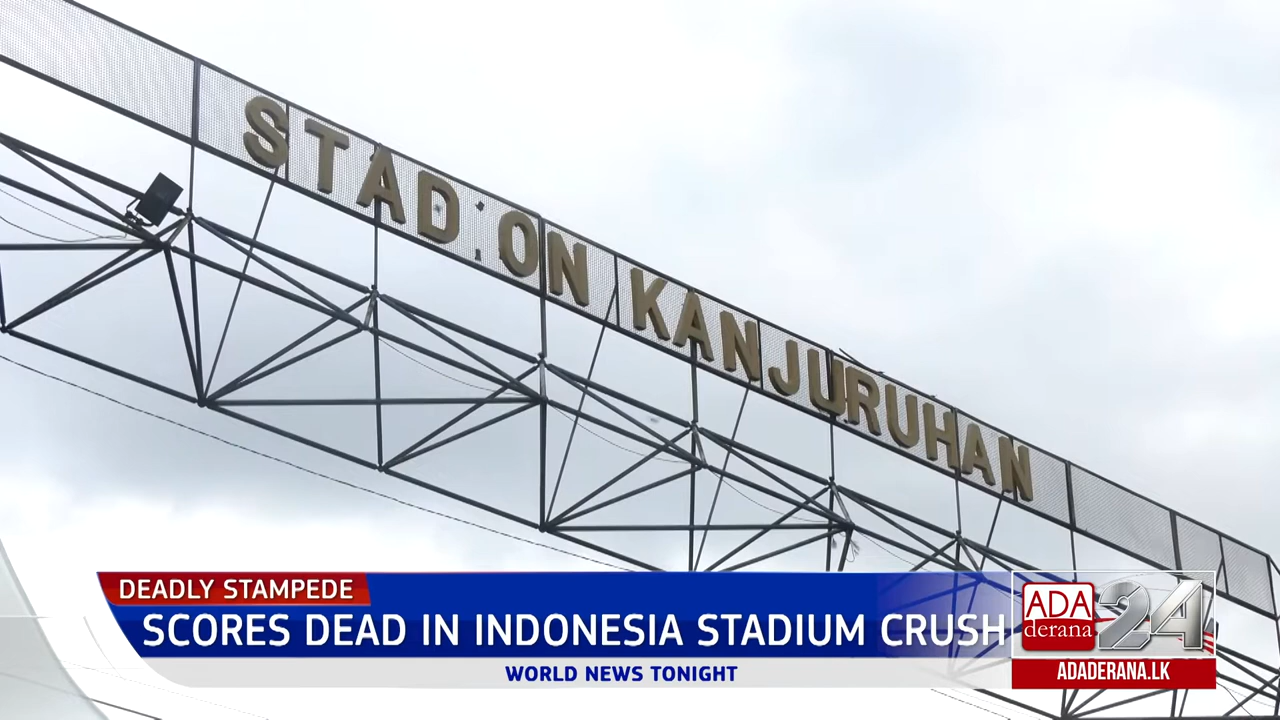 STAD.ON KANJURUHAN
DEADLY STAMPEDE
SCORES DEAD IN INDONESIA STADIUM CRUSH
WORLD NEWS TONIGHT
ADA
derana
24
ADADERANA.LK